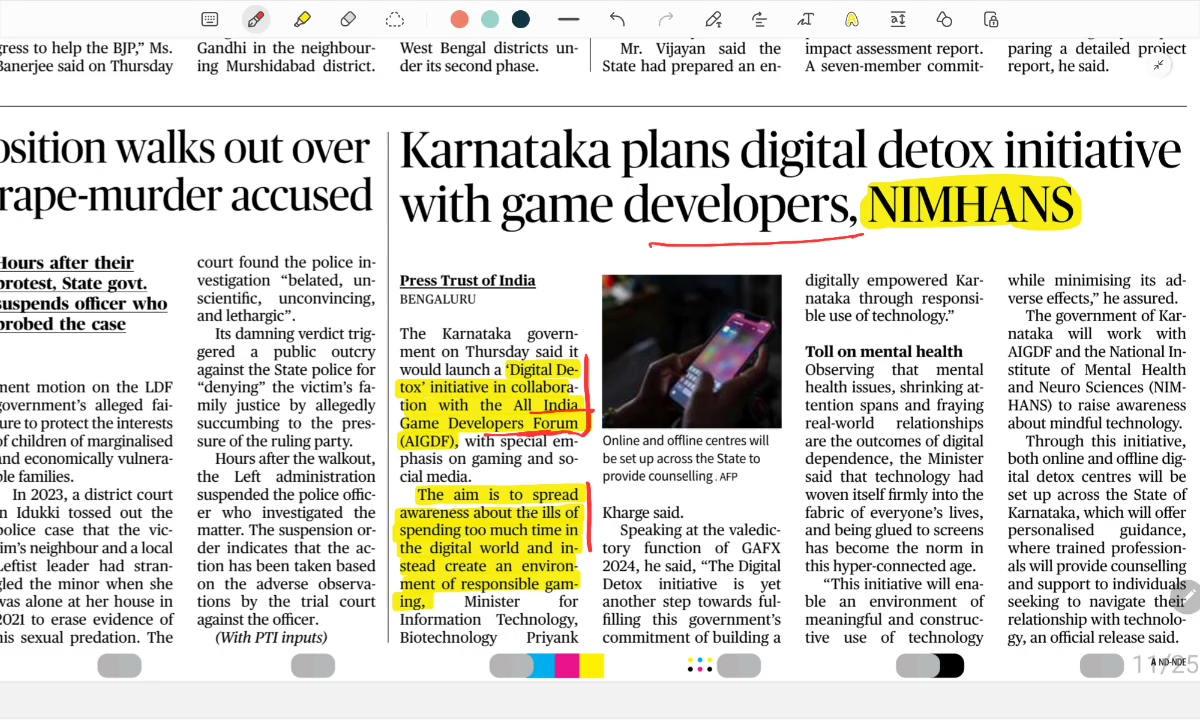 gress to help the BJP,” Ms.
Banerjee said on Thursday
Gandhi in the neighbour-
ing Murshidabad district.
West Bengal districts un-
der its second phase.
Mr. Vijayan said the
State had prepared an en-
impact assessment report.
A seven-member commit-
paring a detailed project
report, he said.
osition walks out over
rape-murder accused
Hours after their
protest, State govt.
suspends officer who
probed the case
ment motion on the LDF
government’s alleged fai-
ure to protect the interests
of children of marginalised
and economically vulnera-
ble families.
In 2023, a district court
in Idukki tossed out the
police case that the vic-
tim’s neighbour and a local
Leftist leader had stran-
gled the minor when she
was alone at her house in
2021 to erase evidence of
his sexual predation. The
court found the police in-
vestigation “belated, un-
scientific, unconvincing,
and lethargic”.
Its damning verdict trig-
gered a public outcry
against the State police for
“denying” the victim’s fa-
mily justice by allegedly
succumbing to the pres-
sure of the ruling party.
Hours after the walkout,
the Left administration
suspended the police offic-
er who investigated the
matter. The suspension or-
der indicates that the ac-
tion has been taken based
on the adverse observa-
tions by the trial court
against the officer.
(With PTI inputs)
Karnataka plans digital detox initiative
with game developers, NIMHANS
Press Trust of India
BENGALURU
The Karnataka govern-
ment on Thursday said it
would launch a ‘Digital De-
tox’ initiative in collabora-
tion with the All India
Game Developers Forum
(AIGDF), with special em-
phasis on gaming and so-
cial media.
The aim is to spread
awareness about the ills of
spending too much time in
the digital world and in-
stead create an environ-
ment of responsible gam-
ing, Minister for
Information Technology,
Biotechnology Priyank
Online and offline centres will
be set up across the State to
provide counselling . AFP
Kharge said.
Speaking at the valedic-
tory function of GAFX
2024, he said, “The Digital
Detox initiative is yet
another step towards ful-
filling this government’s
commitment of building a
digitally empowered Kar-
nataka through responsi-
ble use of technology.”
Toll on mental health
Observing that mental
health issues, shrinking at-
tention spans and fraying
real-world relationships
are the outcomes of digital
dependence, the Minister
said that technology had
woven itself firmly into the
fabric of everyone’s lives,
and being glued to screens
has become the norm in
this hyper-connected age.
“This initiative will ena-
ble an environment of
meaningful and construc-
tive use of technology
while minimising its ad-
verse effects,” he assured.
The government of Kar-
nataka will work with
AIGDF and the National In-
stitute of Mental Health
and Neuro Sciences (NIM-
HANS) to raise awareness
about mindful technology.
Through this initiative,
both online and offline dig-
ital detox centres will be
set up across the State of
Karnataka, which will offer
personalised guidance,
where trained profession-
als will provide counselling
and support to individuals
seeking to navigate their
relationship with technolo-
gy, an official release said.
11/25
A ND-NDE